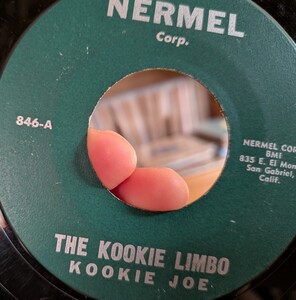 NERMEL
Corp.
846-A
NERMEL COR
BMI
835 E. El Mon
San Gabriel,
Calif.
THE KOOKIE LIMBO
KOOKIE JOE